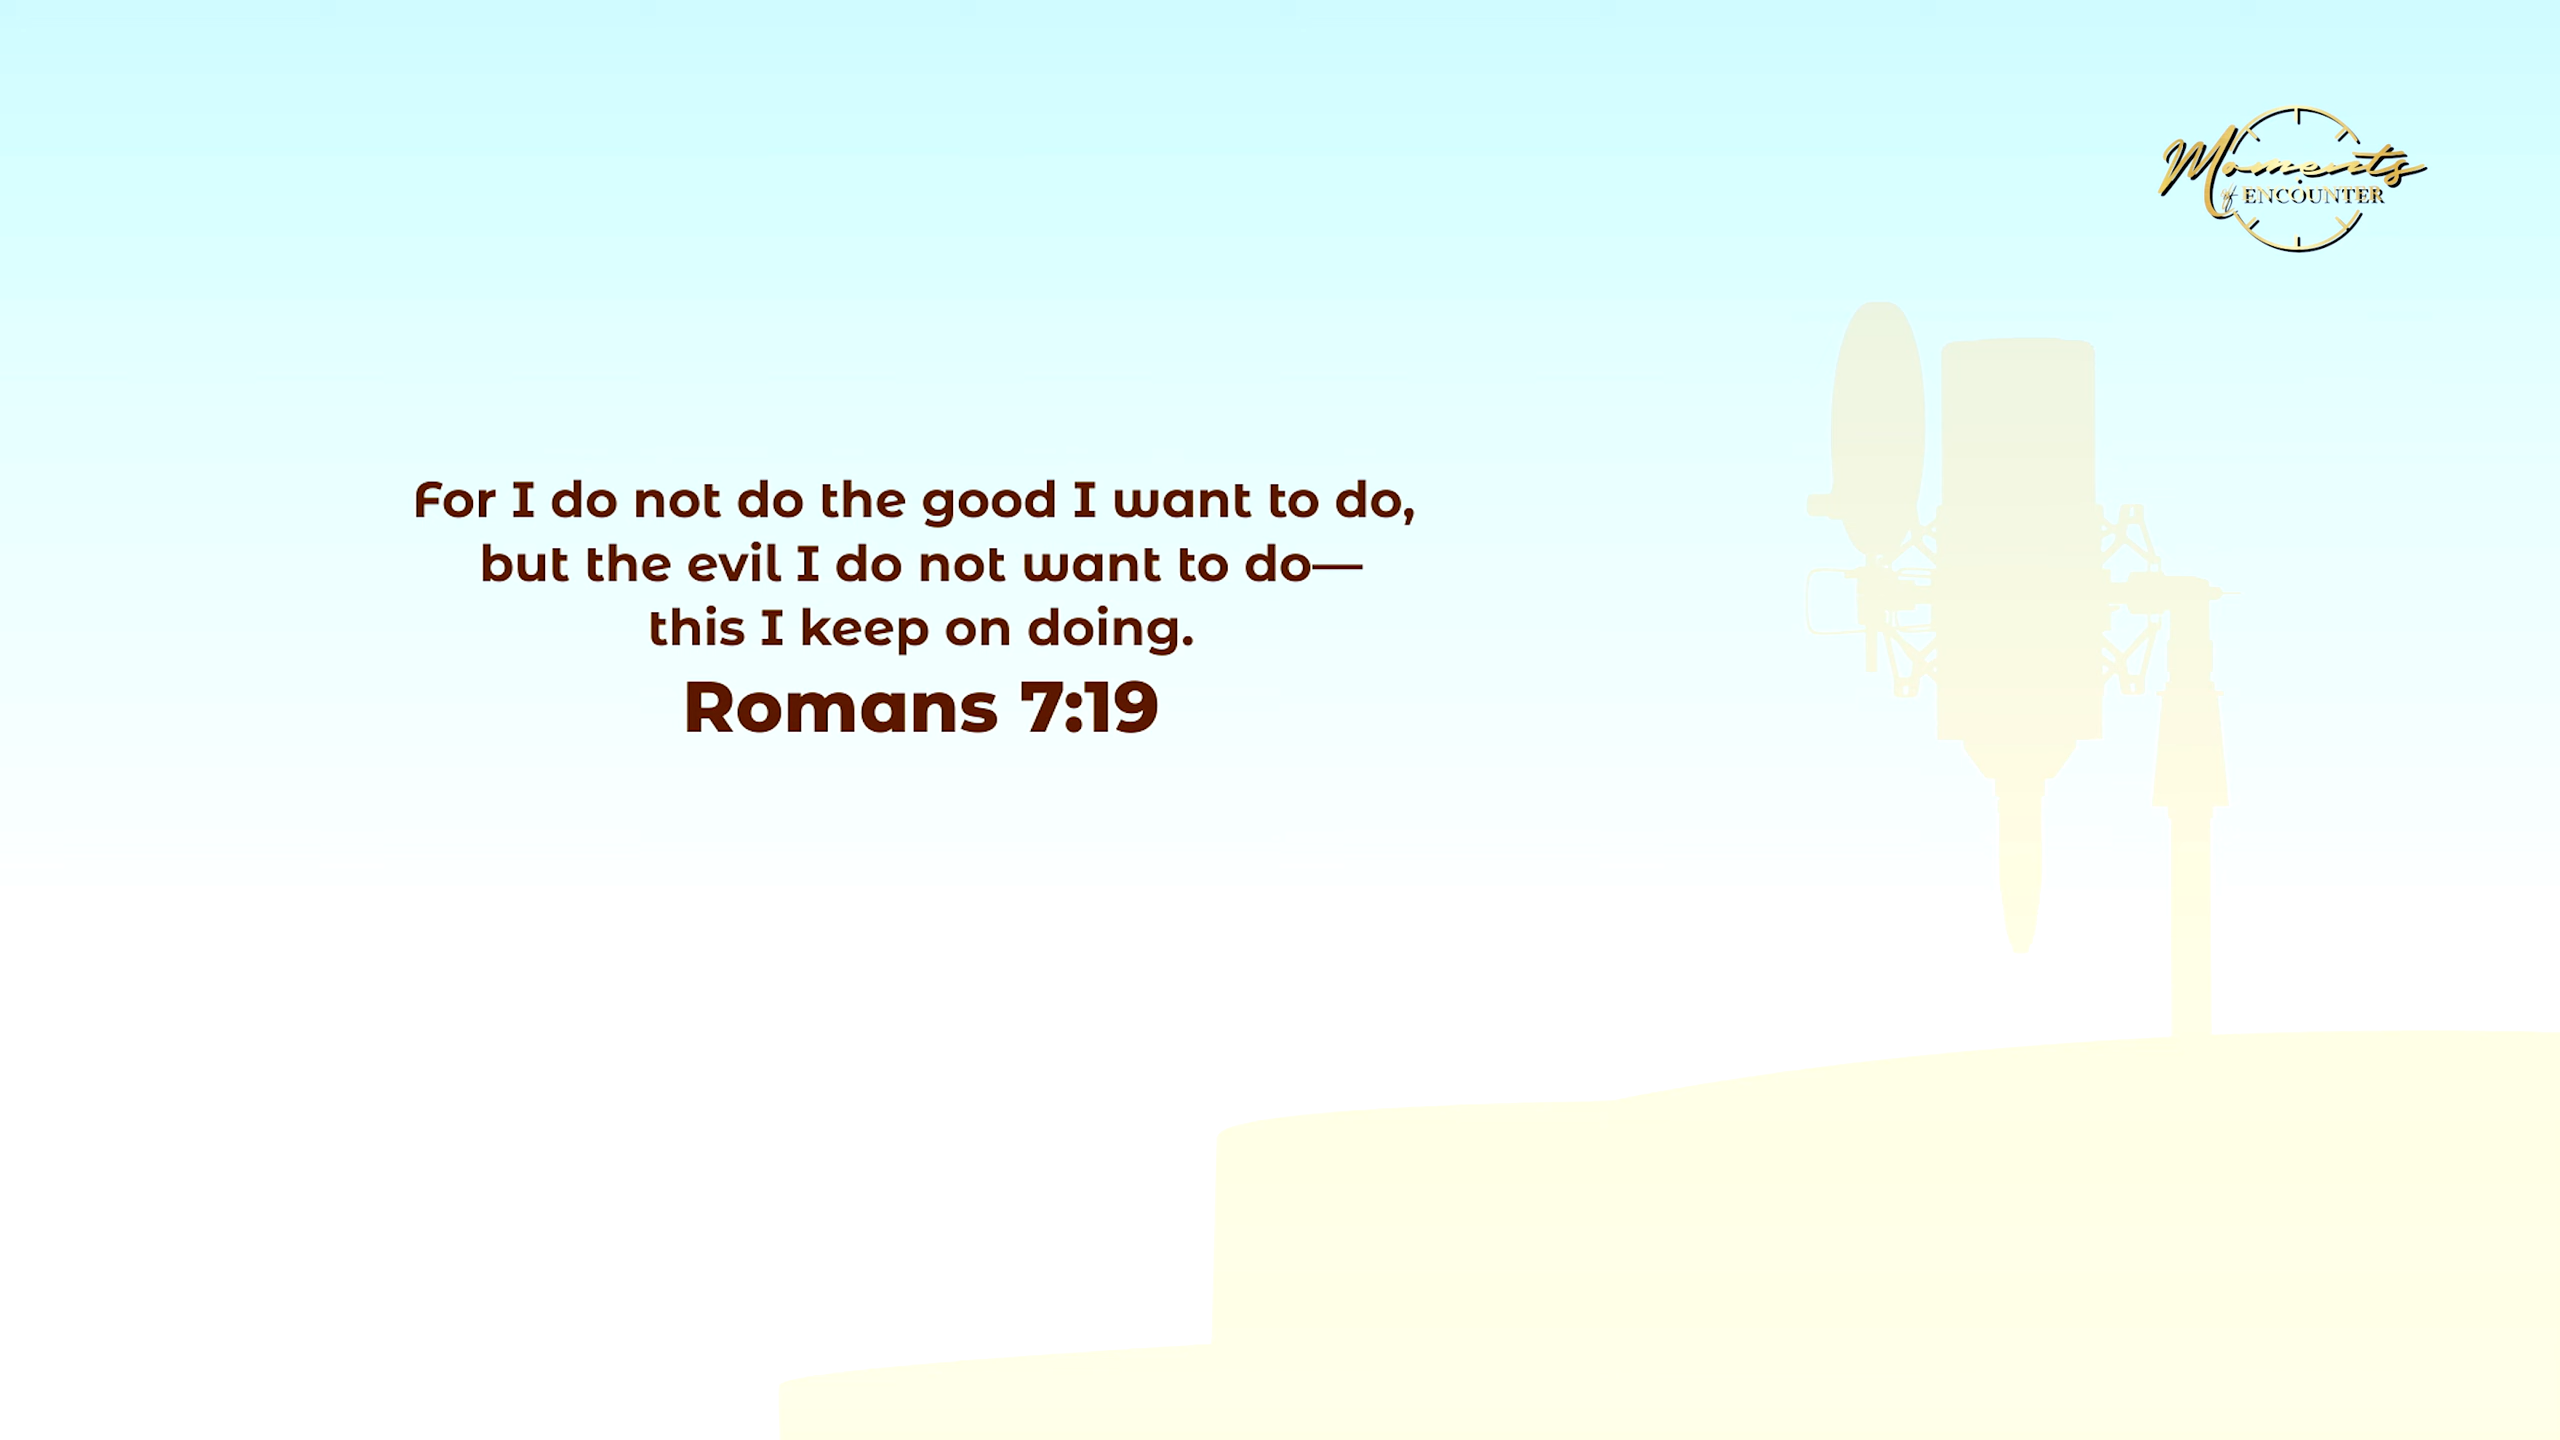 Moments
of ENCOUNTER
For I do not do the good I want to do,
but the evil I do not want to do—
this I keep on doing.
Romans 7:19